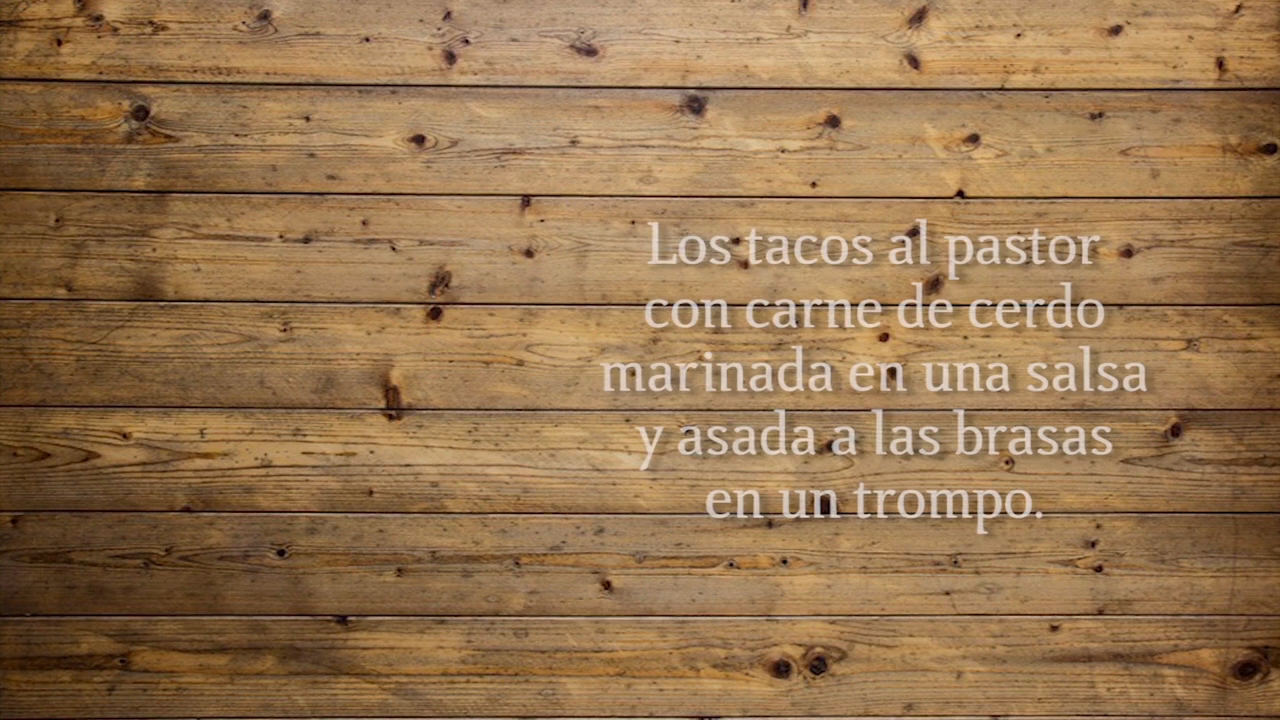 Los tacos al pastor
con carne de cerdo
marinada en una salsa
y asada a las brasas
en un trompo.